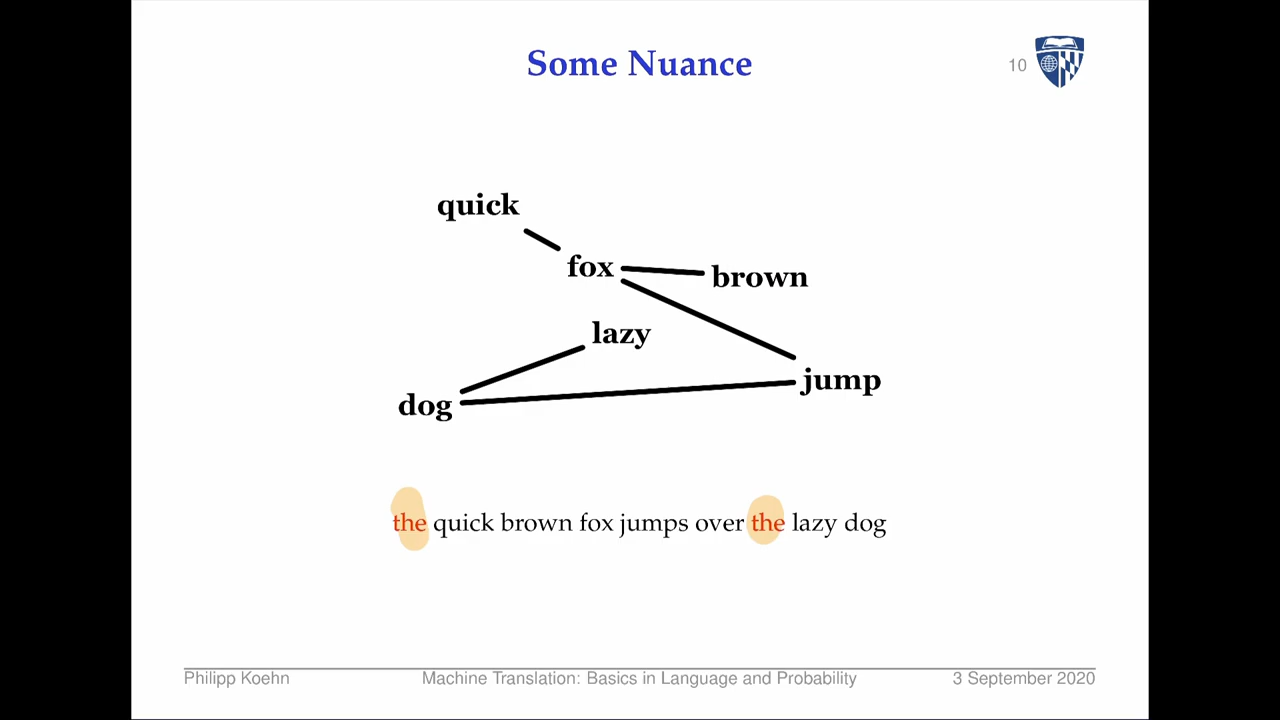 Some Nuance
10
quick
fox
brown
lazy
jump
dog
the quick brown fox jumps over the lazy dog
Philipp Koehn
Machine Translation: Basics in Language and Probability
3 September 2020